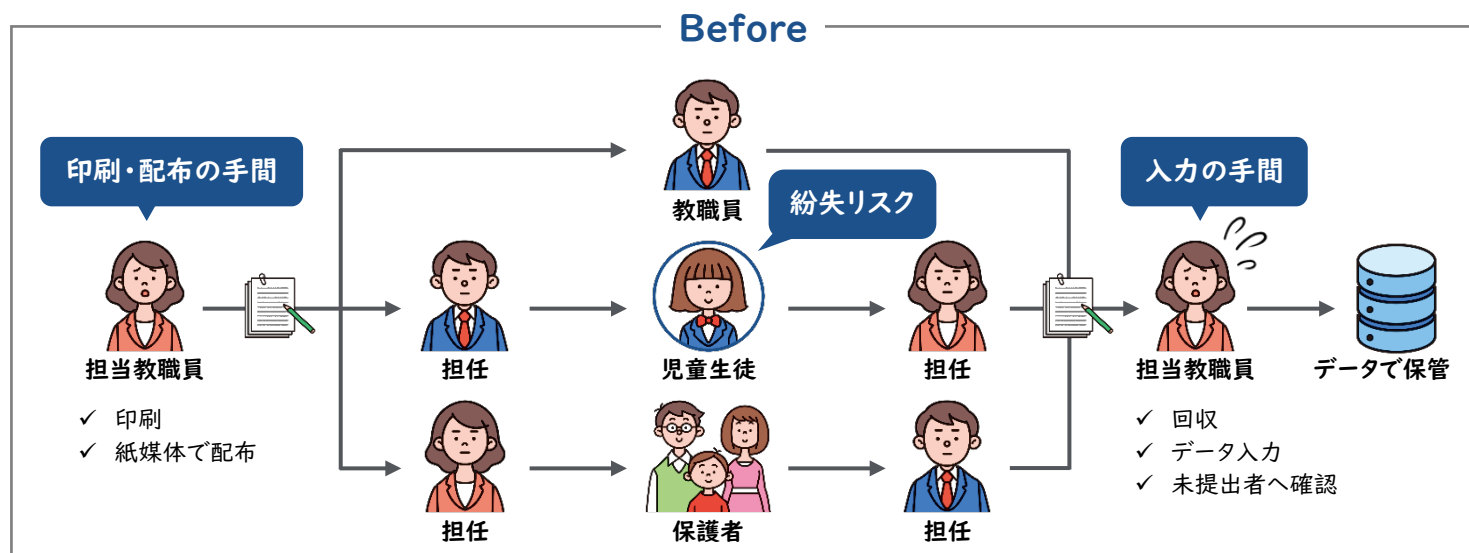 Before
印刷・配布の手間
入力の手間
紛失リスク
教職員
担当教職員
担任
児童生徒
担任
担当教職員
データで保管
✓ 印刷
✓ 紙媒体で配布
✓ 回収
✓ データ入力
✓ 未提出者へ確認
担任
保護者
担任